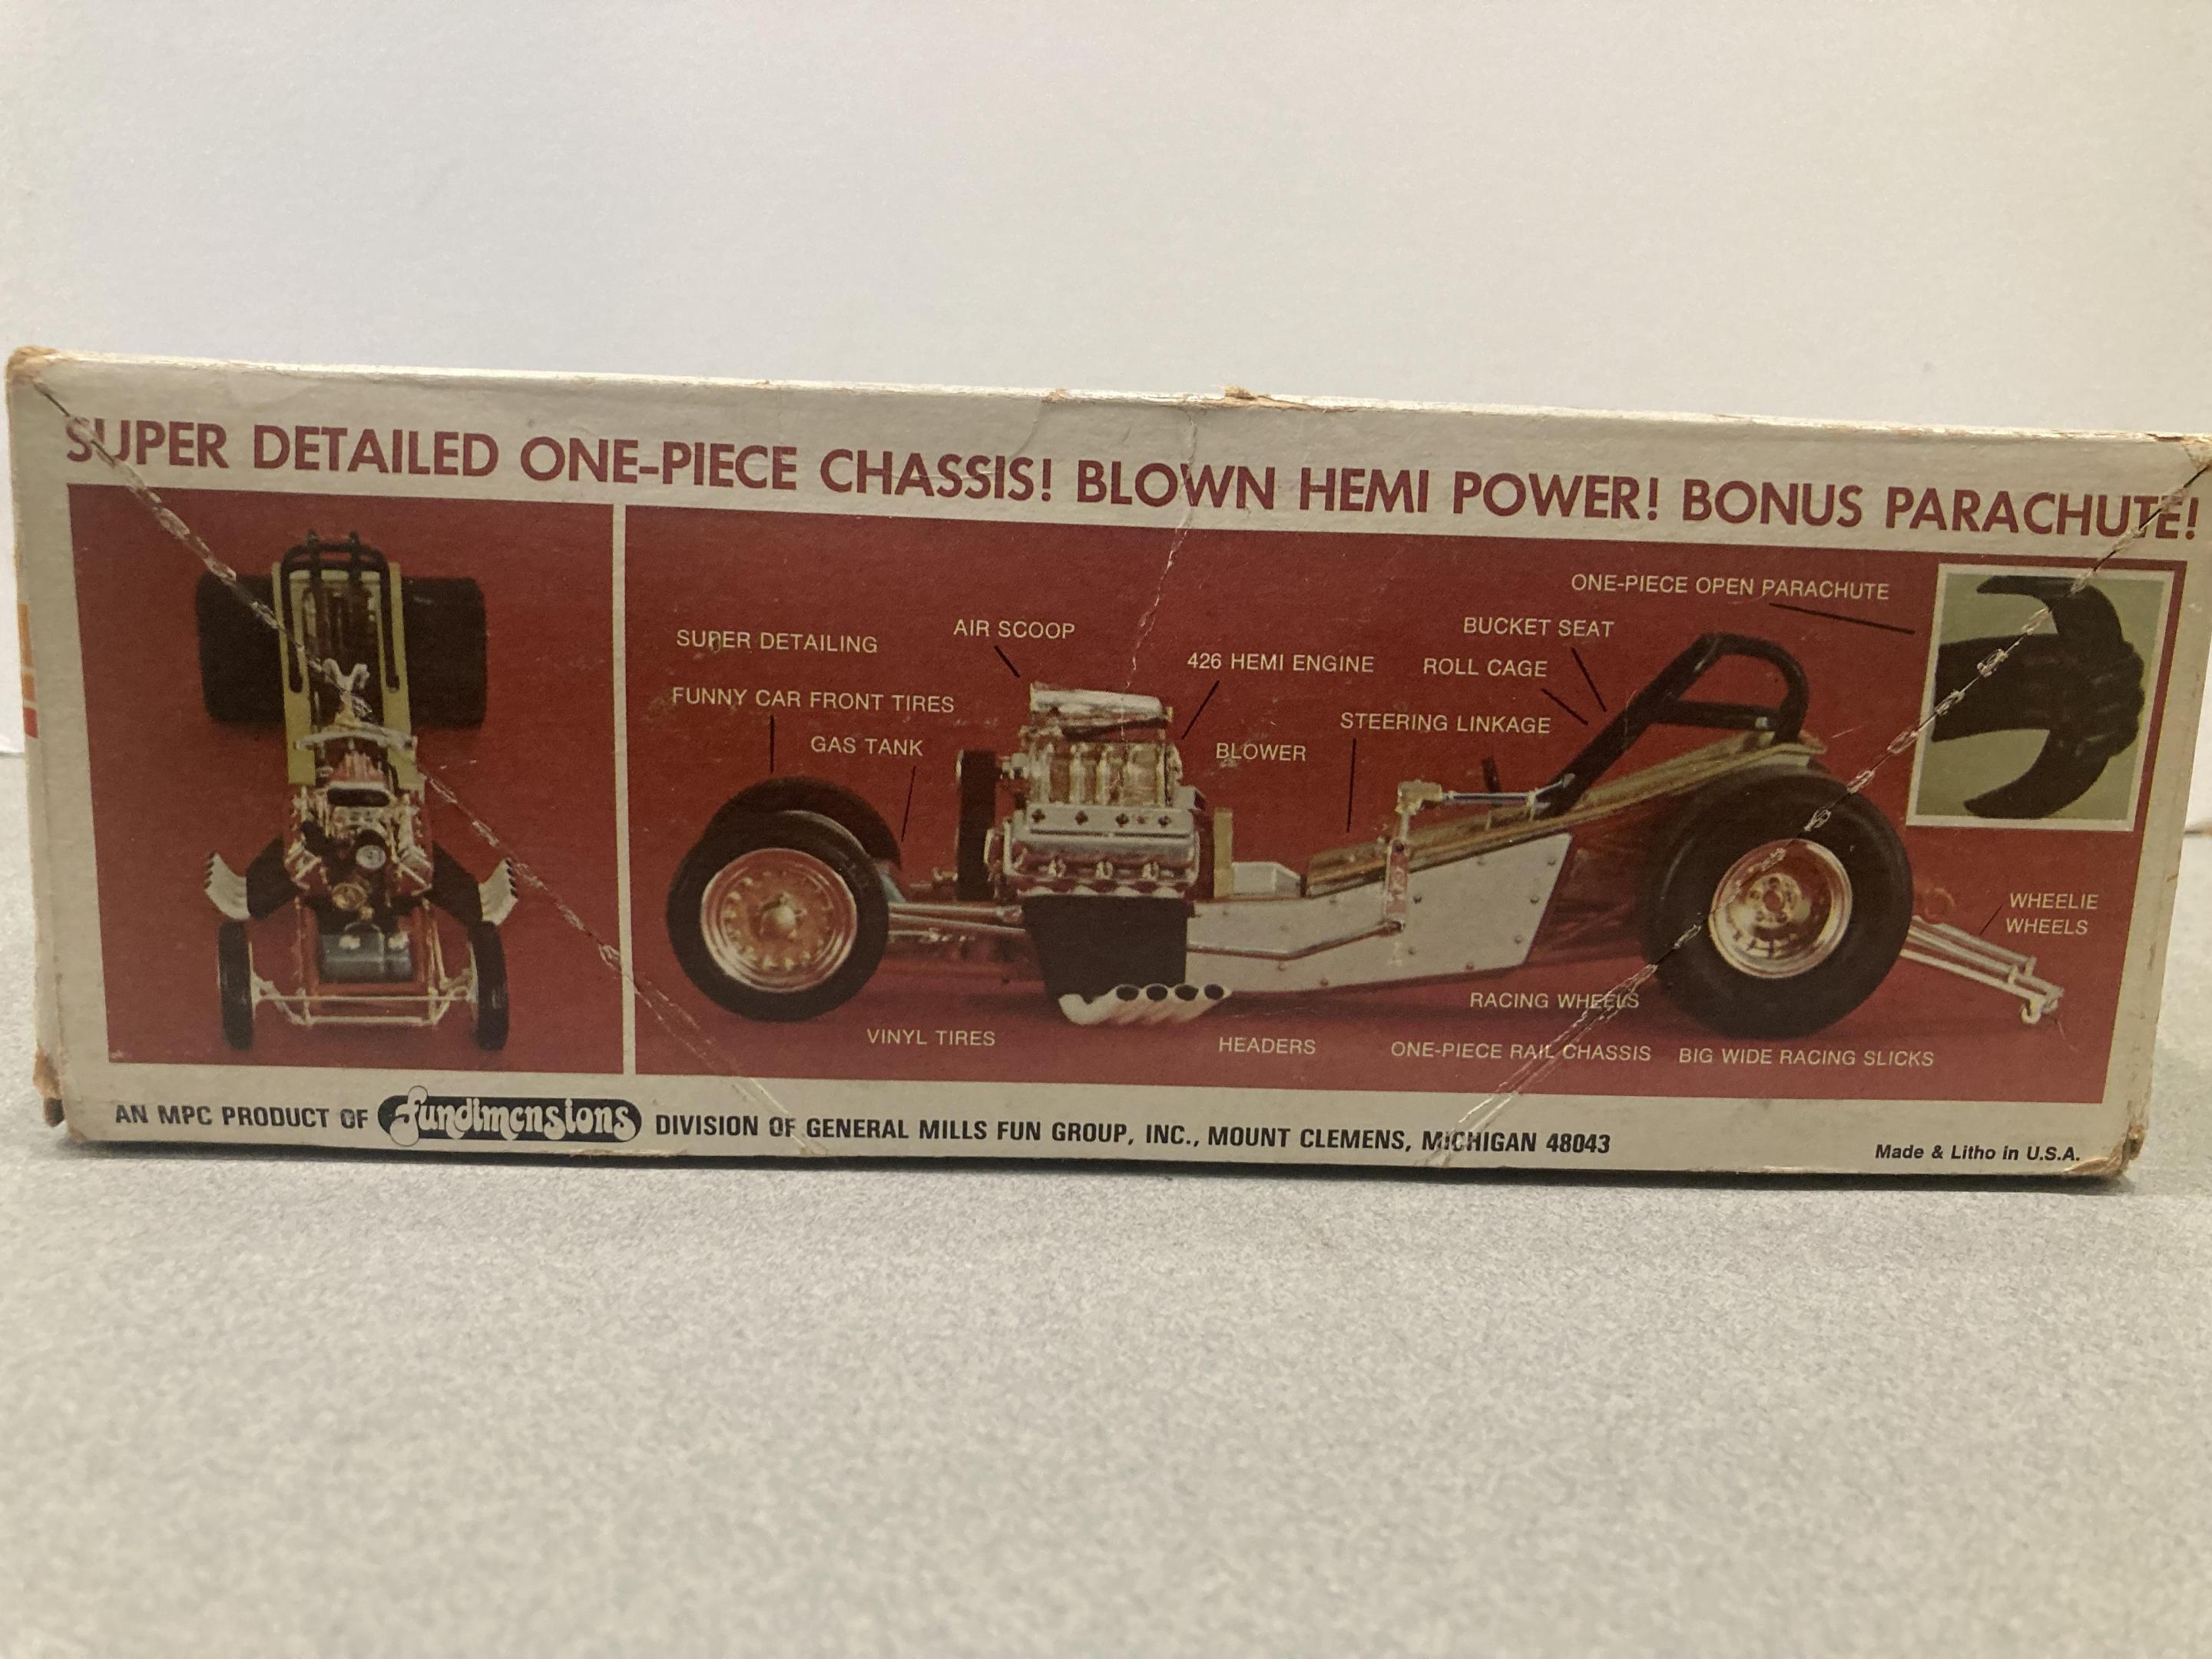 SUPER DETAILED ONE-PIECE CHASSIS! BLOWN HEMI POWER! BONUS PARACHUTE!
ONE-PIECE OPEN PARACHUTE
SUPER DETAILING
AIR SCOOP
BUCKET SEAT
426 HEMI ENGINE
ROLL CAGE
FUNNY CAR FRONT TIRES
STEERING LINKAGE
GAS TANK
BLOWER
WHEELIE
WHEELS
RACING WHEELS
VINYL TIRES
HEADERS
ONE-PIECE RAIL CHASSIS
BIG WIDE RACING SLICKS
AN MPC PRODUCT OF fundimensions DIVISION OF GENERAL MILLS FUN GROUP, INC., MOUNT CLEMENS, MICHIGAN 48043
Made & Litho in U.S.A.